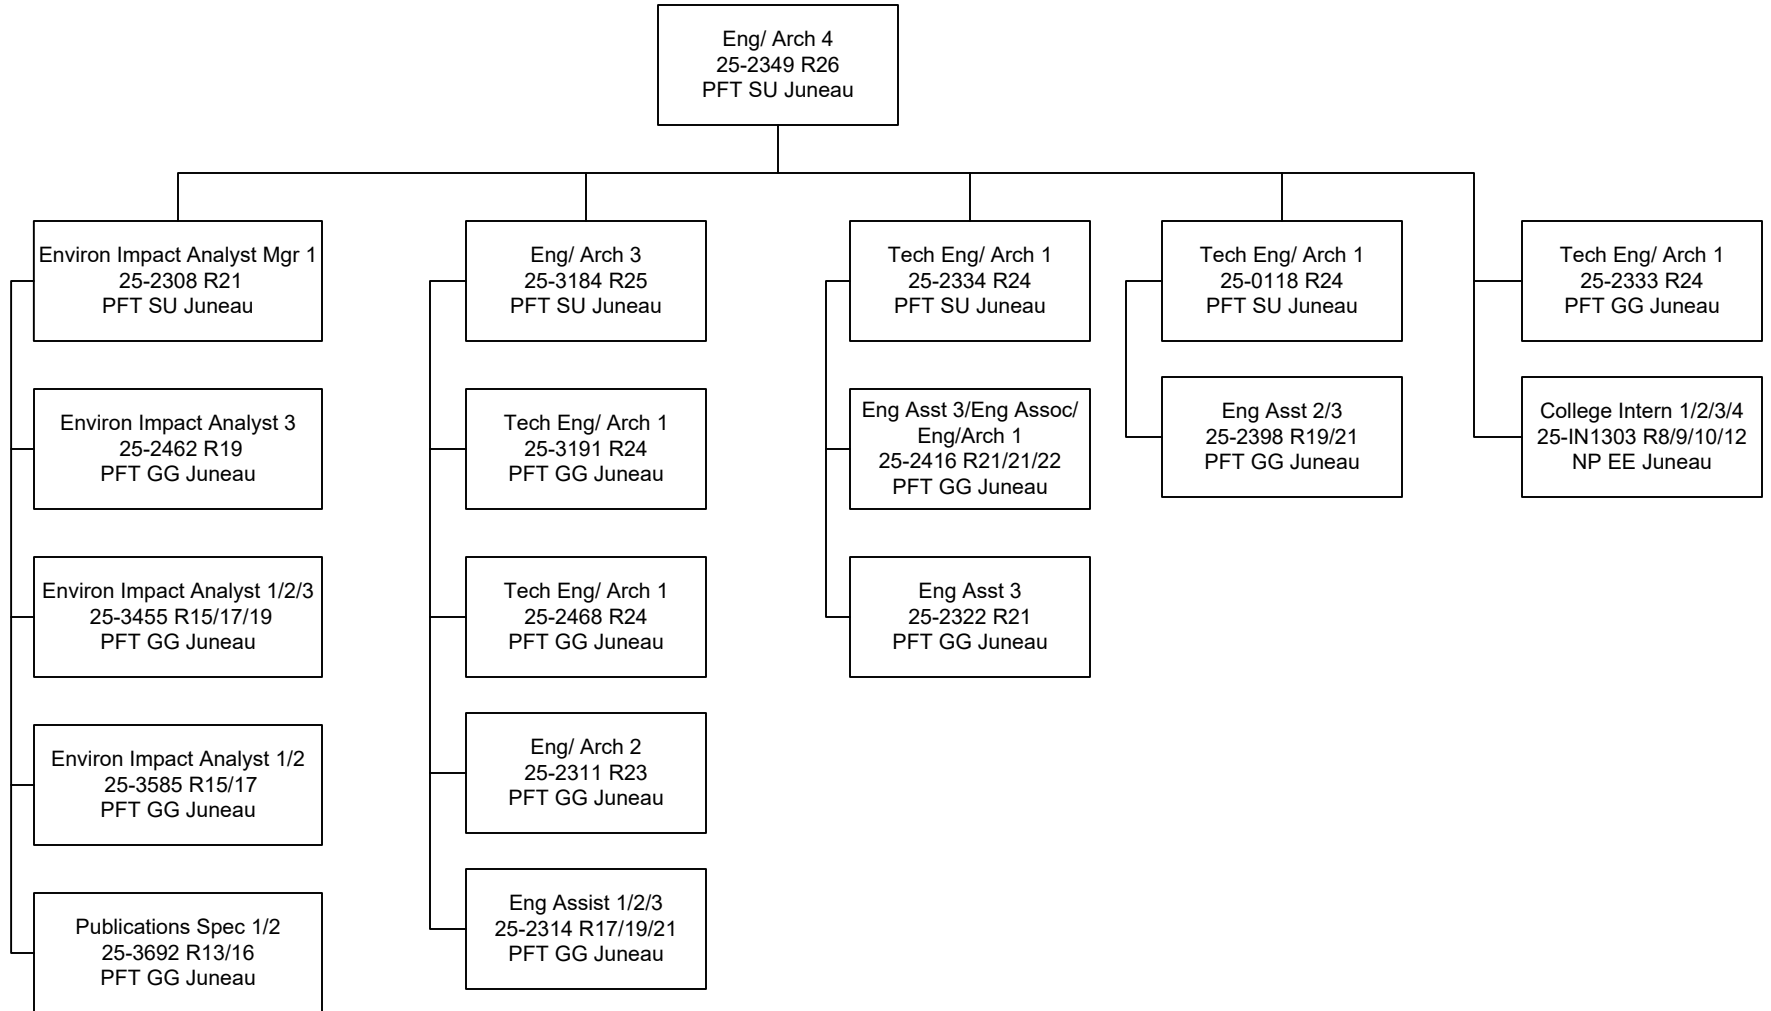 Eng/ Arch 4
25-2349 R26
PFT SU Juneau
Environ Impact Analyst Mgr 1
25-2308 R21
PFT SU Juneau
Environ Impact Analyst 3
25-2462 R19
PFT GG Juneau
Environ Impact Analyst 1/2/3
25-3455 R15/17/19
PFT GG Juneau
Environ Impact Analyst 1/2
25-3585 R15/17
PFT GG Juneau
Publications Spec 1/2
25-3692 R13/16
PFT GG Juneau
Eng/ Arch 3
25-3184 R25
PFT SU Juneau
Tech Eng/ Arch 1
25-3191 R24
PFT GG Juneau
Tech Eng/ Arch 1
25-2468 R24
PFT GG Juneau
Eng/ Arch 2
25-2311 R23
PFT GG Juneau
Eng Assist 1/2/3
25-2314 R17/19/21
PFT GG Juneau
Tech Eng/ Arch 1
25-2334 R24
PFT SU Juneau
Eng Asst 3/Eng Assoc/
Eng/Arch 1
25-2416 R21/21/22
PFT GG Juneau
Eng Asst 3
25-2322 R21
PFT GG Juneau
Tech Eng/ Arch 1
25-0118 R24
PFT SU Juneau
Eng Asst 2/3
25-2398 R19/21
PFT GG Juneau
Tech Eng/ Arch 1
25-2333 R24
PFT GG Juneau
College Intern 1/2/3/4
25-IN1303 R8/9/10/12
NP EE Juneau